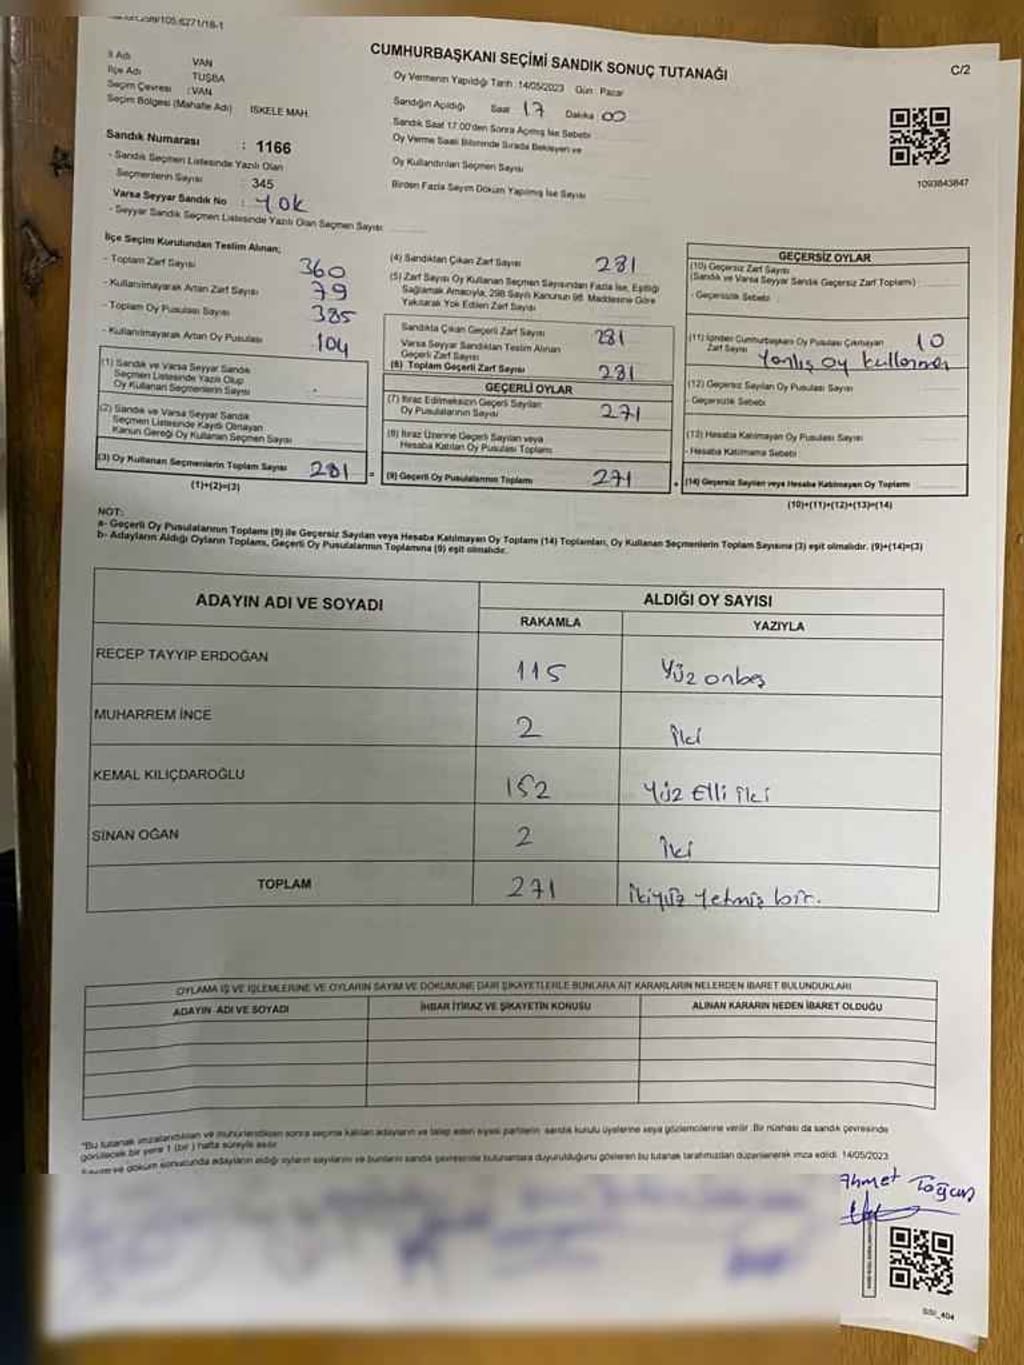 CUMHURBAŞKANI SEÇİMİ SANDIK SONUÇ TUTANAĞI
C/2
İl Adı VAN
İlçe Adı TUŞBA
Seçim Çevresi : VAN
Seçim Bölgesi (Mahalle Adı) İSKELE MAH.
Oy Vermenin Yapıldığı Tarih : 14/05/2023 Gün : Pazar
Sandığın Açıldığı Saat 17 Dakika : 00
Sandık Saat 17:00'den Sonra Açılmış İse Sebebi
Oy Verme Saati Bitiminde Sırada Bekleyen ve
Oy Kullandırılan Seçmen Sayısı
Birden Fazla Sayım Döküm Yapılmış İse Sayısı
1093843847
Sandık Numarası : 1166
- Sandık Seçmen Listesinde Yazılı Olan
Seçmenlerin Sayısı : 345
Varsa Seyyar Sandık No : Yok
- Seyyar Sandık Seçmen Listesinde Yazılı Olan Seçmen Sayısı
İlçe Seçim Kurulundan Teslim Alınan;
- Toplam Zarf Sayısı 360
- Kullanılmayarak Artan Zarf Sayısı 79
- Toplam Oy Pusulası Sayısı 385
- Kullanılmayarak Artan Oy Pusulası 104
(1) Sandık ve Varsa Seyyar Sandık
Seçmen Listesinde Yazılı Olup
Oy Kullanan Seçmenlerin Sayısı
(2) Sandık ve Varsa Seyyar Sandık
Seçmen Listesinde Kayıtlı Olmayan
Kanun Gereği Oy Kullanan Seçmen Sayısı
(3) Oy Kullanan Seçmenlerin Toplam Sayısı 281
(1)+(2)=(3)
(4) Sandıktan Çıkan Zarf Sayısı 281
(5) Zarf Sayısı Oy Kullanan Seçmen Sayısından Fazla İse, Eşitliği
Sağlamak Amacıyla, 298 Sayılı Kanunun 98. Maddesine Göre
Yakılarak Yok Edilen Zarf Sayısı
Sandıkta Çıkan Geçerli Zarf Sayısı 281
Varsa Seyyar Sandıktan Teslim Alınan
Geçerli Zarf Sayısı
(6) Toplam Geçerli Zarf Sayısı 281
GEÇERLİ OYLAR
(7) İtiraz Edilmeksizin Geçerli Sayılan
Oy Pusulalarının Sayısı 271
(8) İtiraz Üzerine Geçerli Sayılan veya
Hesaba Katılan Oy Pusulası Toplamı
(9) Geçerli Oy Pusulalarının Toplamı 271
GEÇERSİZ OYLAR
(10) Geçersiz Zarf Sayısı
(Sandık ve Varsa Seyyar Sandık Geçersiz Zarf Toplamı)
- Geçersizlik Sebebi :
(11) İçinden Cumhurbaşkanı Oy Pusulası Çıkmayan
Zarf Sayısı 10
Yanlış oy kullanma
(12) Geçersiz Sayılan Oy Pusulası Sayısı
- Geçersizlik Sebebi
(13) Hesaba Katılmayan Oy Pusulası Sayısı
- Hesaba Katılmama Sebebi
(14) Geçersiz Sayılan veya Hesaba Katılmayan Oy Toplamı
(10)+(11)+(12)+(13)=(14)
NOT:
a- Geçerli Oy Pusulalarının Toplamı (9) ile Geçersiz Sayılan veya Hesaba Katılmayan Oy Toplamı (14) Toplamları, Oy Kullanan Seçmenlerin Toplam Sayısına (3) eşit olmalıdır. (9)+(14)=(3)
b- Adayların Aldığı Oyların Toplamı, Geçerli Oy Pusulalarının Toplamına (9) eşit olmalıdır.
ADAYIN ADI VE SOYADI ALDIĞI OY SAYISI
RAKAMLA YAZIYLA
RECEP TAYYIP ERDOĞAN 115 Yüz onbeş
MUHARREM İNCE 2 İki
KEMAL KILIÇDAROĞLU 152 Yüz Elli iki
SİNAN OĞAN 2 İki
TOPLAM 271 ikiyüz Yetmiş bir.
OYLAMA İŞ VE İŞLEMLERİNE VE OYLARIN SAYIM VE DÖKÜMÜNE DAİR ŞİKAYETLERLE BUNLARA AİT KARARLARIN NELERDEN İBARET BULUNDUKLARI
ADAYIN ADI VE SOYADI İHBAR İTİRAZ VE ŞİKAYETİN KONUSU ALINAN KARARIN NEDEN İBARET OLDUĞU
"Bu tutanak imzalandıktan ve mühürlendikten sonra seçime katılan adayların ve talep eden siyasi partilerin sandık kurulu üyelerine veya gözlemcilerine verilir. Bir nüshası da sandık çevresinde
görülecek bir yere 1 (bir ) hafta süreyle asılır.
döküm sonucunda adayların aldığı oyların sayılarını ve bunların sandık çevresinde bulunanlara duyurulduğunu gösteren bu tutanak tarafımızdan düzenlenerek imza edildi. 14/05/2023
Ahmet Toğan
SSI_404